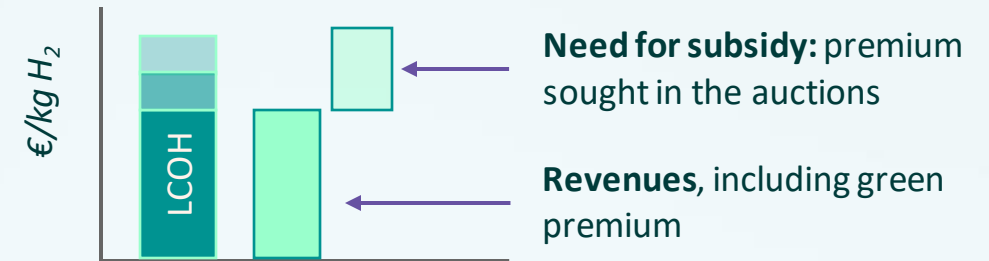 €/kg H₂
LCOH
Need for subsidy: premium
sought in the auctions
Revenues, including green
premium